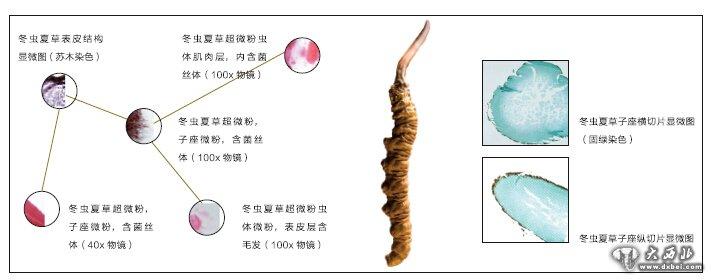 冬虫夏草表皮结构
显微图（苏木染色）
冬虫夏草超微粉虫
体肌肉层，内含菌
丝体（100x 物镜）
冬虫夏草超微粉，
子座微粉，含菌丝
体（100x 物镜）
冬虫夏草超微粉，
子座微粉，含菌丝
体（40x 物镜）
冬虫夏草超微粉虫
体微粉，表皮层含
毛发（100x 物镜）
冬虫夏草子座横切片显微图
（固绿染色）
冬虫夏草子座纵切片显微图
大西北
www.dxbei.com